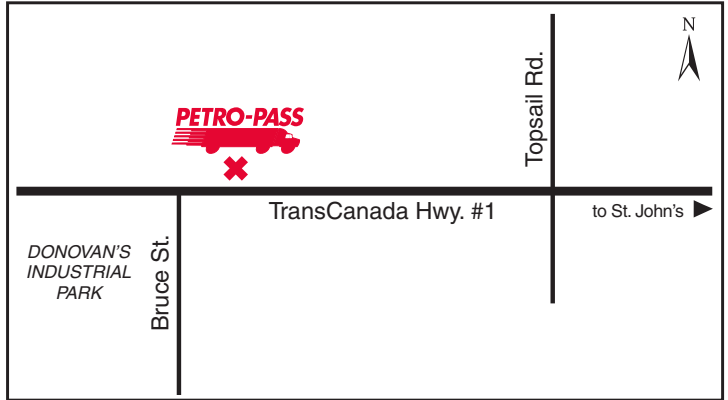 N
Topsail Rd.
PETRO-PASS
TransCanada Hwy. #1
to St. John's
DONOVAN'S
INDUSTRIAL
PARK
Bruce St.